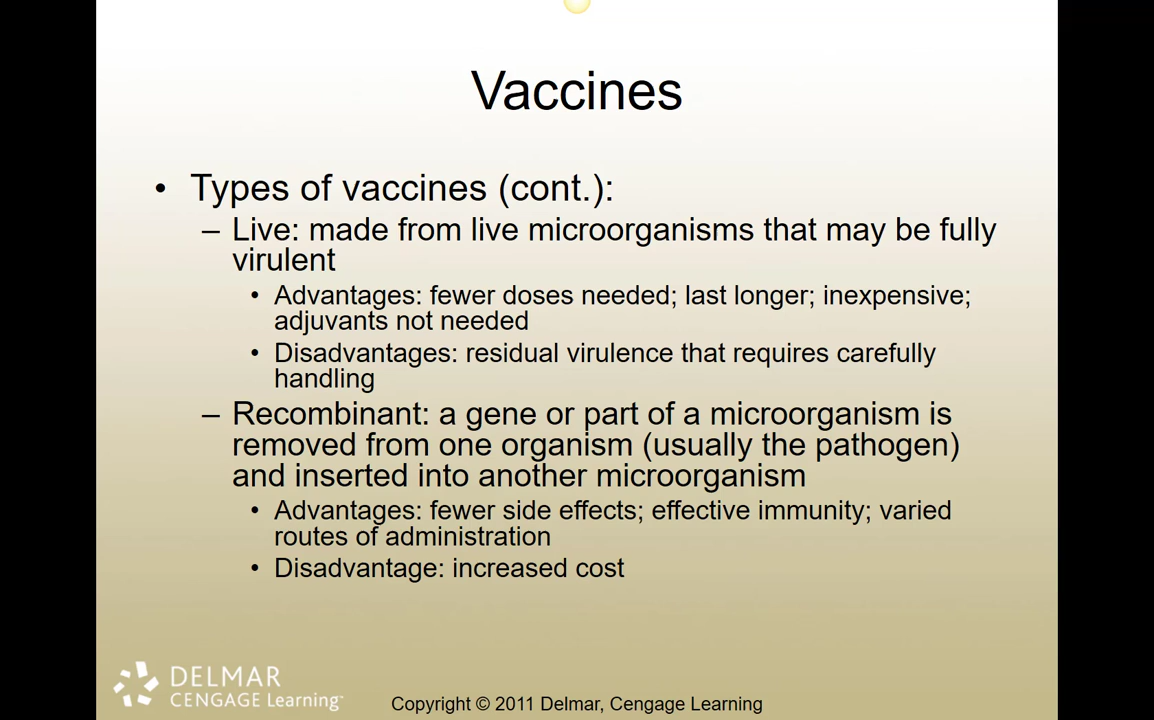 Vaccines
• Types of vaccines (cont.):
– Live: made from live microorganisms that may be fully
virulent
• Advantages: fewer doses needed; last longer; inexpensive;
adjuvants not needed
• Disadvantages: residual virulence that requires carefully
handling
– Recombinant: a gene or part of a microorganism is
removed from one organism (usually the pathogen)
and inserted into another microorganism
• Advantages: fewer side effects; effective immunity; varied
routes of administration
• Disadvantage: increased cost
DELMAR
CENGAGE Learning™
Copyright © 2011 Delmar, Cengage Learning